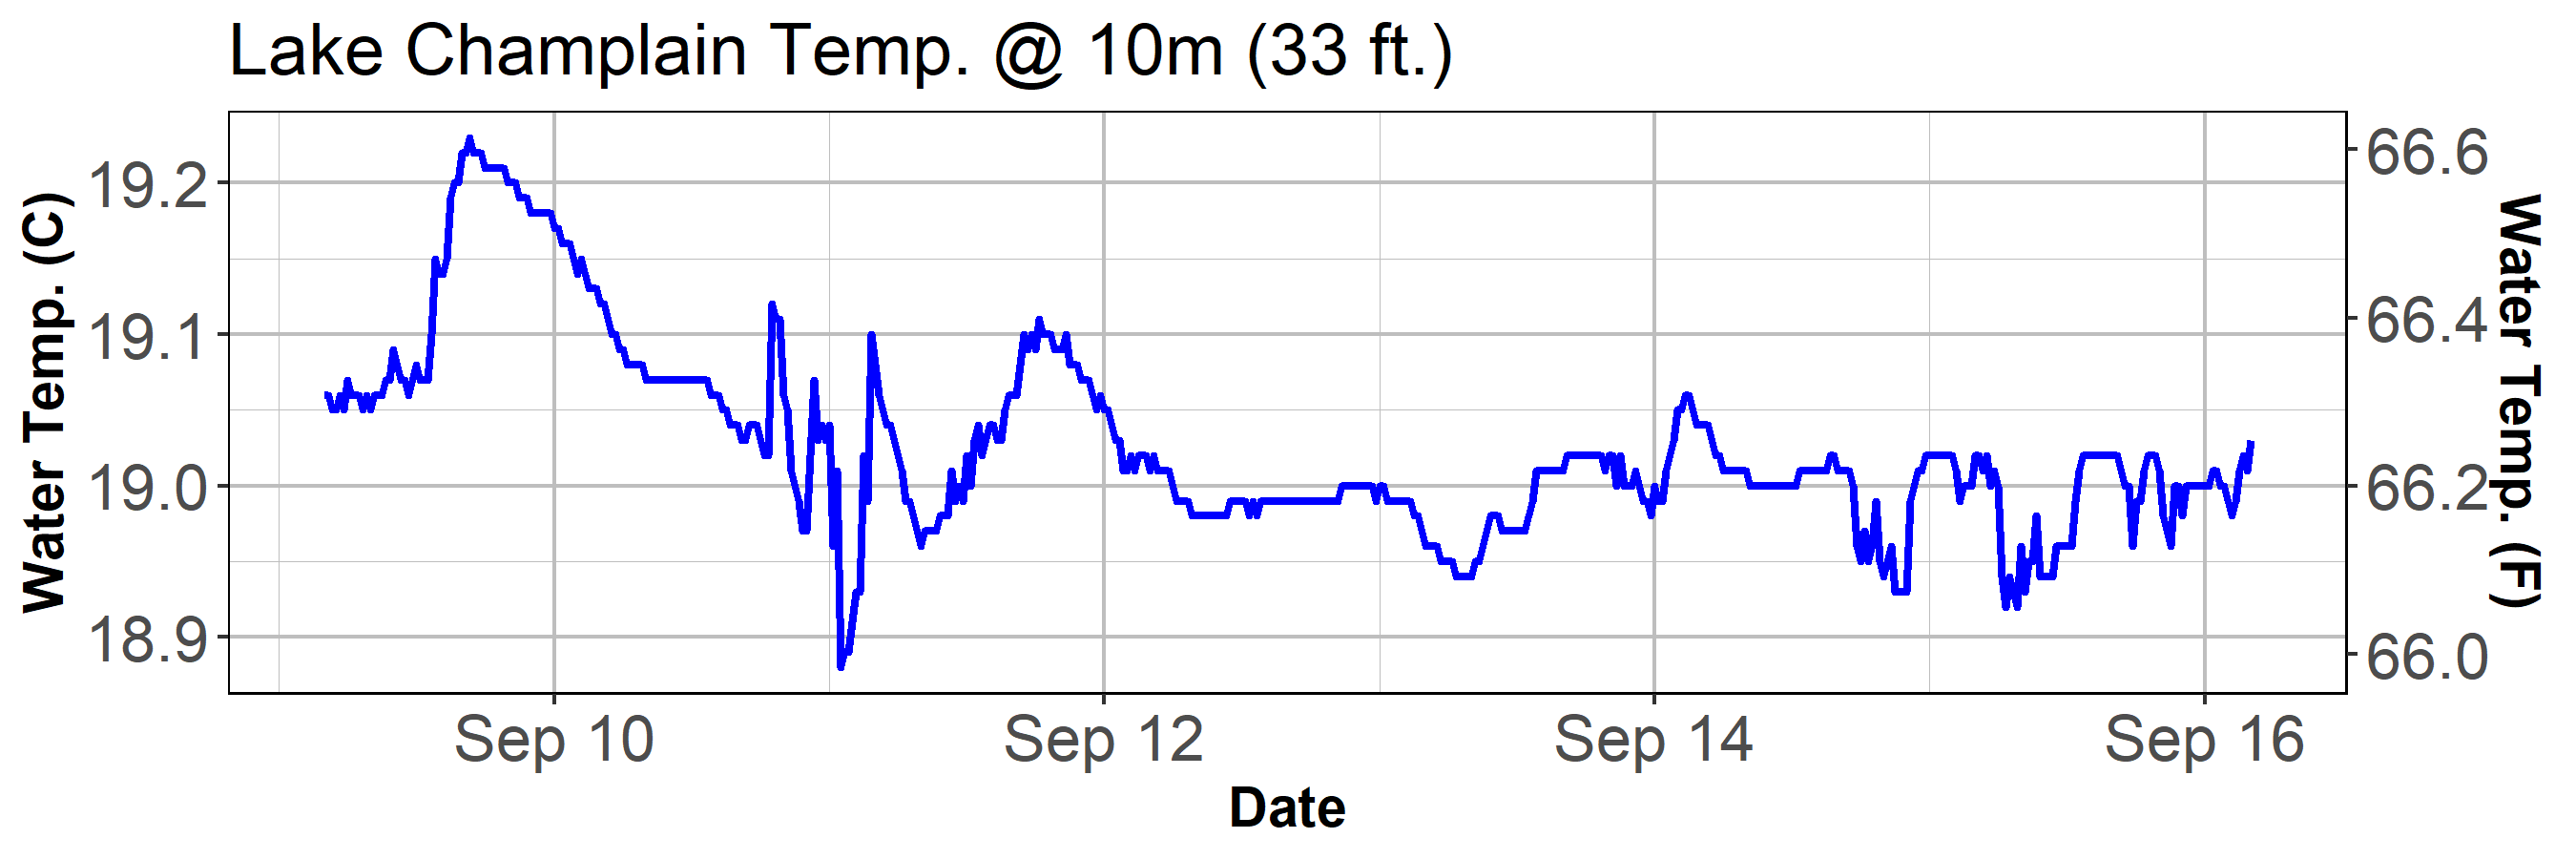 Lake Champlain Temp. @ 10m (33 ft.)
Water Temp. (C)
19.2
19.1
19.0
18.9
66.6
66.4
66.2
66.0
Water Temp. (F)
Sep 10 Sep 12 Sep 14 Sep 16
Date